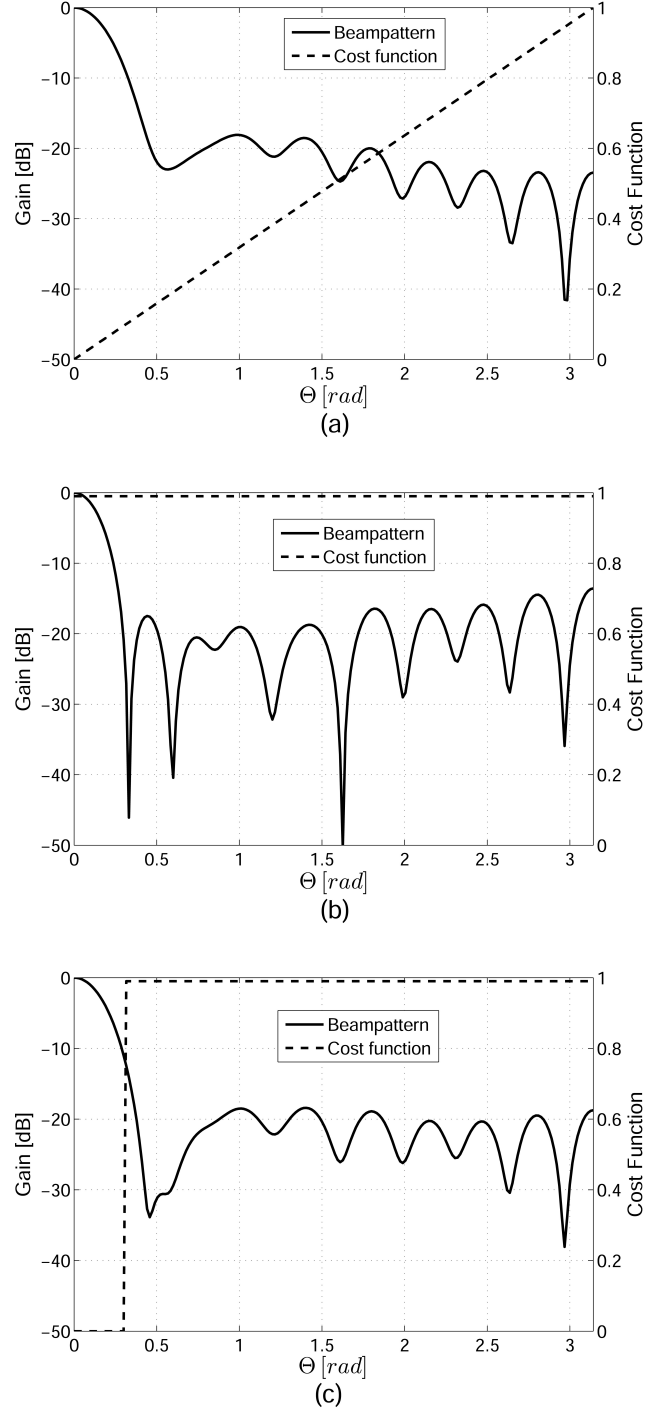 0
−10
−20
−30
−40
−50
Gain [dB]
Beampattern
Cost function
1
0.8
0.6
0.4
0.2
0
Cost Function
0 0.5 1 1.5 2 2.5 3
Θ [rad]
(a)
0
−10
−20
−30
−40
−50
Gain [dB]
Beampattern
Cost function
1
0.8
0.6
0.4
0.2
0
Cost Function
0 0.5 1 1.5 2 2.5 3
Θ [rad]
(b)
0
−10
−20
−30
−40
−50
Gain [dB]
Beampattern
Cost function
1
0.8
0.6
0.4
0.2
0
Cost Function
0 0.5 1 1.5 2 2.5 3
Θ [rad]
(c)